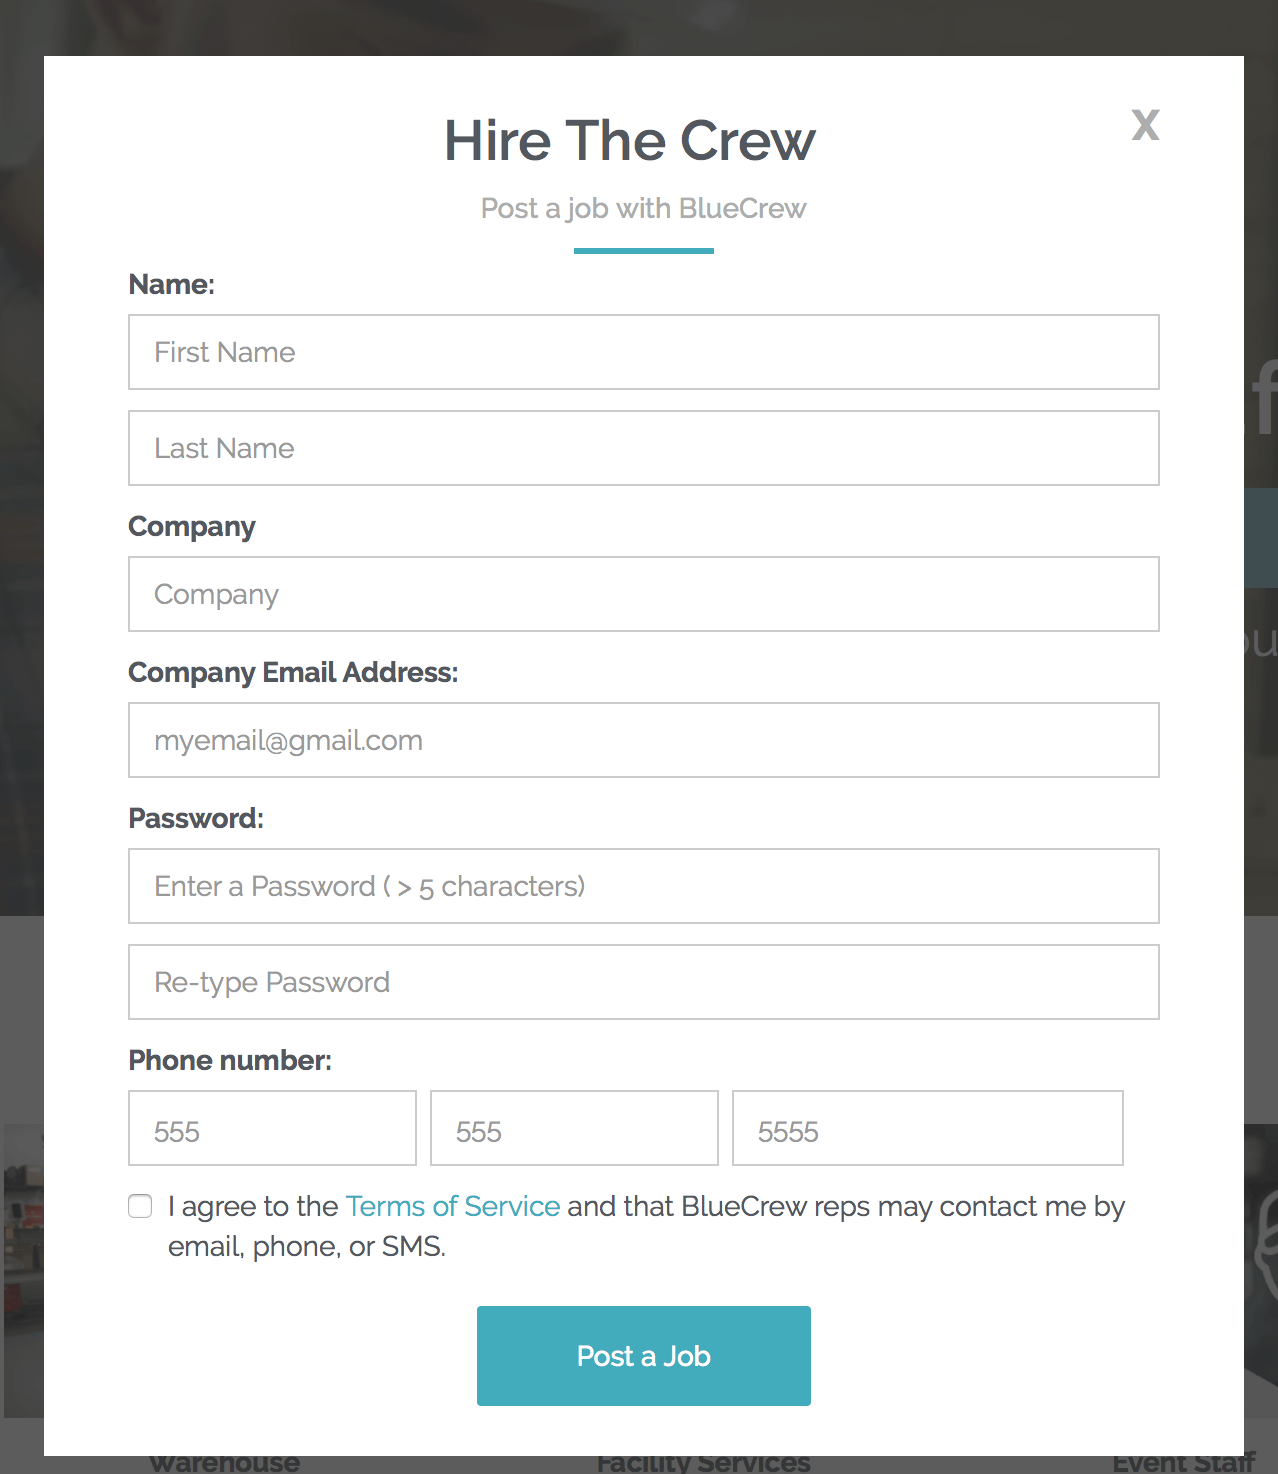 Hire The Crew
X
Post a job with BlueCrew
Name:
First Name
Last Name
Company
Company
Company Email Address:
myemail@gmail.com
Password:
Enter a Password ( > 5 characters)
Re-type Password
Phone number:
555 555 5555
I agree to the Terms of Service and that BlueCrew reps may contact me by
email, phone, or SMS.
Post a Job
Warehouse Facility Services Event Staff